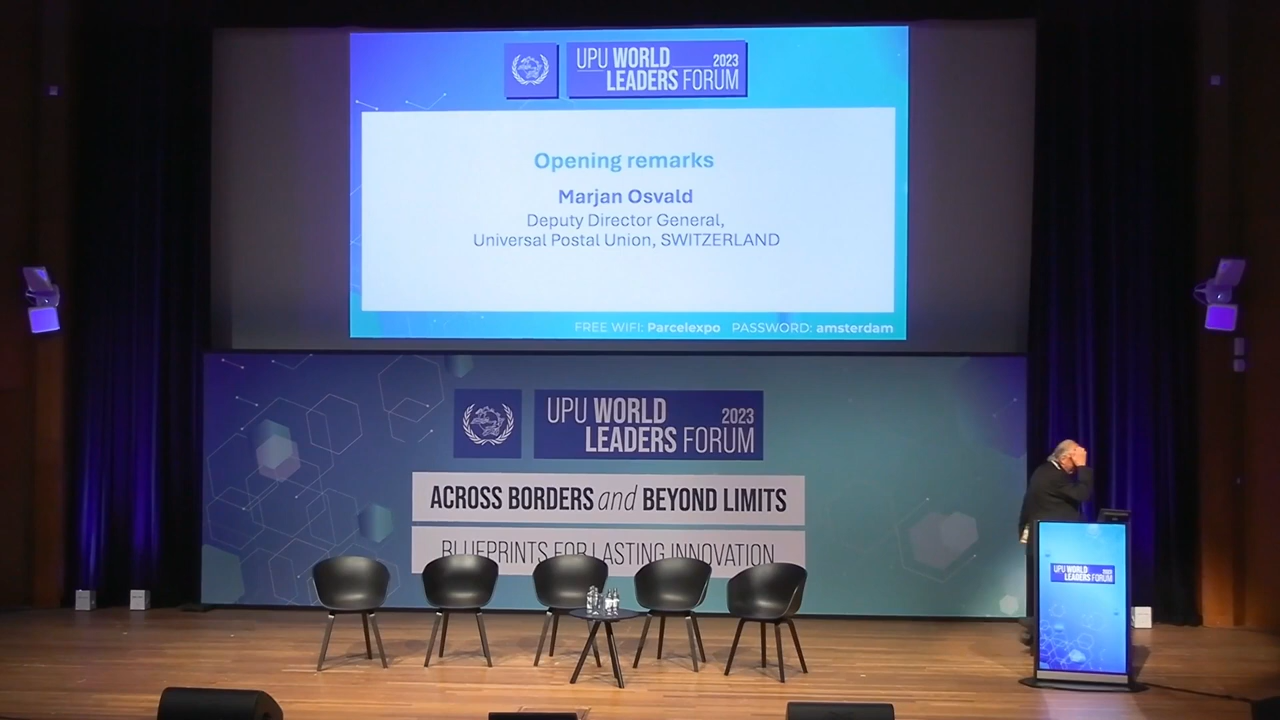 UPU WORLD 2023
LEADERS FORUM
Opening remarks
Marjan Osvald
Deputy Director General,
Universal Postal Union, SWITZERLAND
FREE WIFI: Parcelexpo PASSWORD: amsterdam
UPU WORLD 2023
LEADERS FORUM
ACROSS BORDERS and BEYOND LIMITS
BLUEPRINTS FOR LASTING INNOVATION
UPU WORLD 2023
LEADERS FORUM